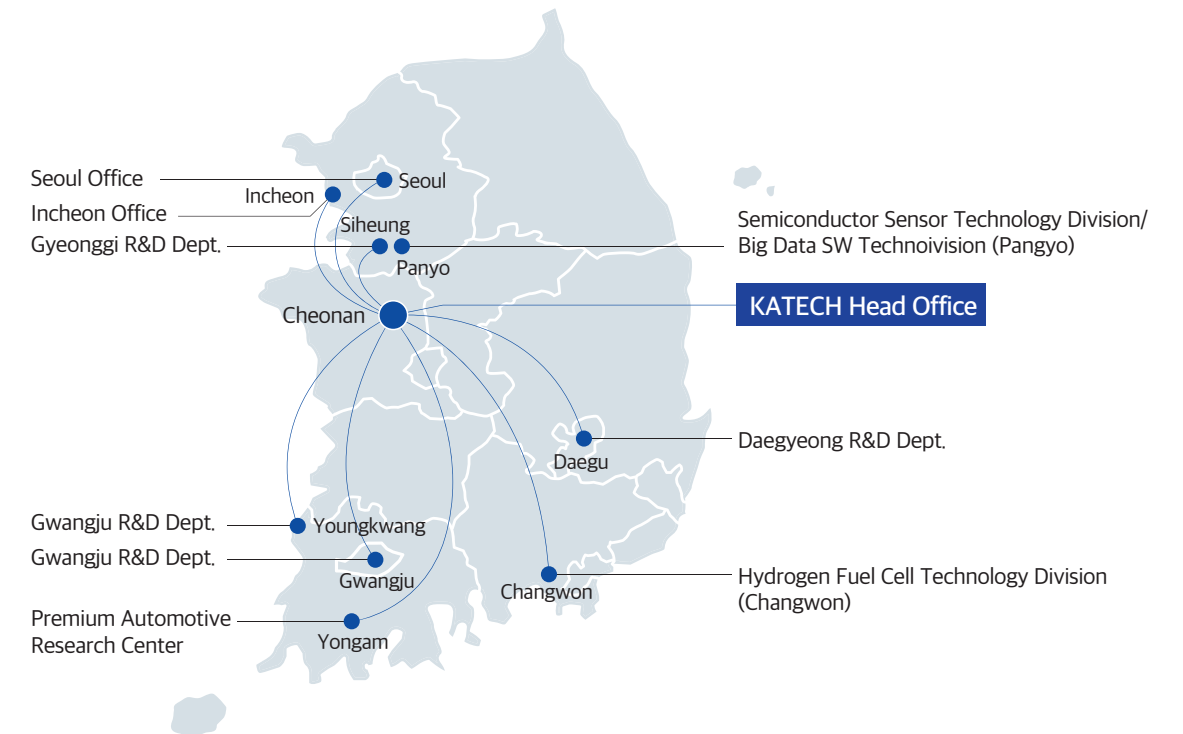 Seoul Office
Seoul
Incheon
Incheon Office
Siheung
Gyeonggi R&D Dept.
Panyo
Semiconductor Sensor Technology Division/
Big Data SW Technoivision (Pangyo)
Cheonan
KATECH Head Office
Daegyeong R&D Dept.
Daegu
Gwangju R&D Dept.
Youngkwang
Gwangju R&D Dept.
Gwangju
Changwon
Hydrogen Fuel Cell Technology Division
(Changwon)
Premium Automotive
Research Center
Yongam